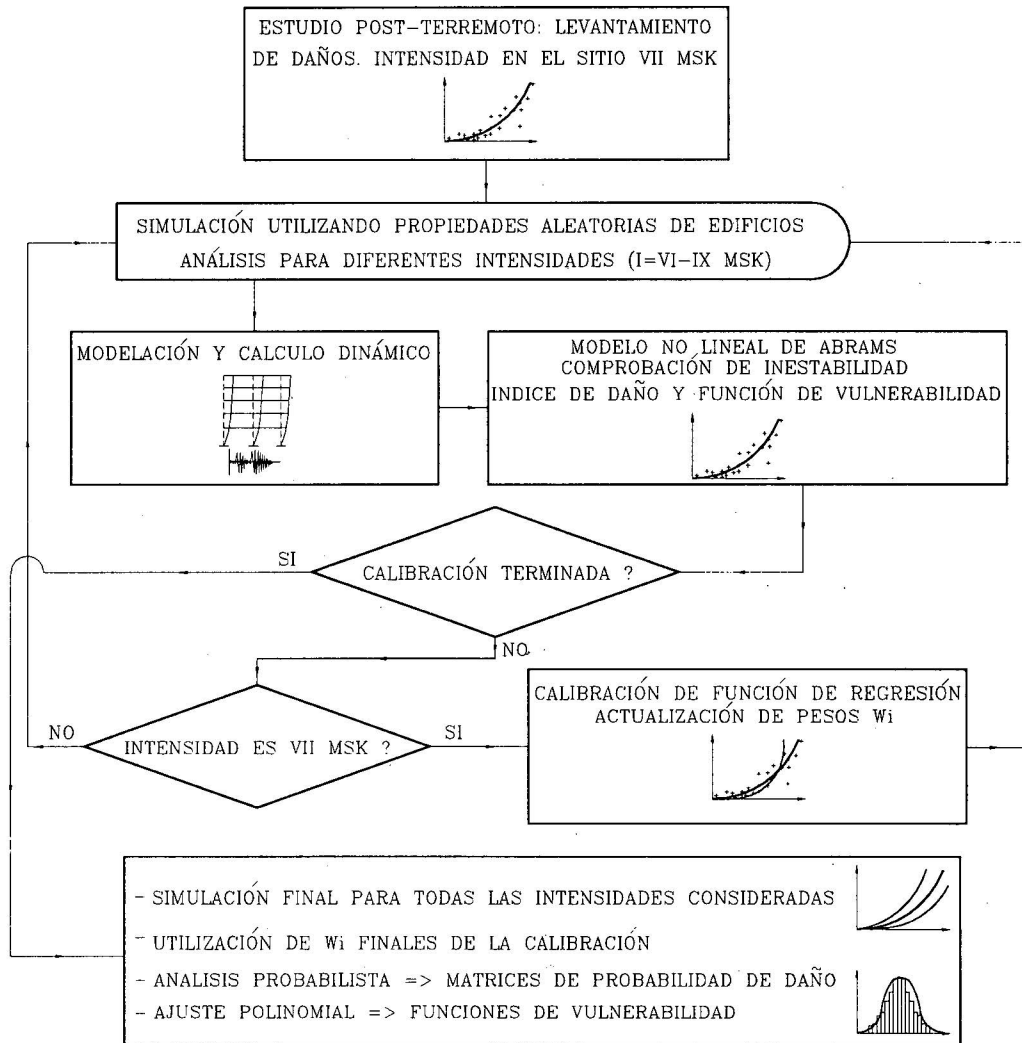 ESTUDIO POST-TERREMOTO: LEVANTAMIENTO
DE DAÑOS. INTENSIDAD EN EL SITIO VII MSK
SIMULACIÓN UTILIZANDO PROPIEDADES ALEATORIAS DE EDIFICIOS
ANÁLISIS PARA DIFERENTES INTENSIDADES (I=VI-IX MSK)
MODELACIÓN Y CALCULO DINÁMICO
MODELO NO LINEAL DE ABRAMS
COMPROBACIÓN DE INESTABILIDAD
INDICE DE DAÑO Y FUNCIÓN DE VULNERABILIDAD
SI
CALIBRACIÓN TERMINADA ?
NO
NO
INTENSIDAD ES VII MSK ?
SI
CALIBRACIÓN DE FUNCIÓN DE REGRESIÓN
ACTUALIZACIÓN DE PESOS Wi
- SIMULACIÓN FINAL PARA TODAS LAS INTENSIDADES CONSIDERADAS
- UTILIZACIÓN DE Wi FINALES DE LA CALIBRACIÓN
- ANALISIS PROBABILISTA => MATRICES DE PROBABILIDAD DE DAÑO
- AJUSTE POLINOMIAL => FUNCIONES DE VULNERABILIDAD